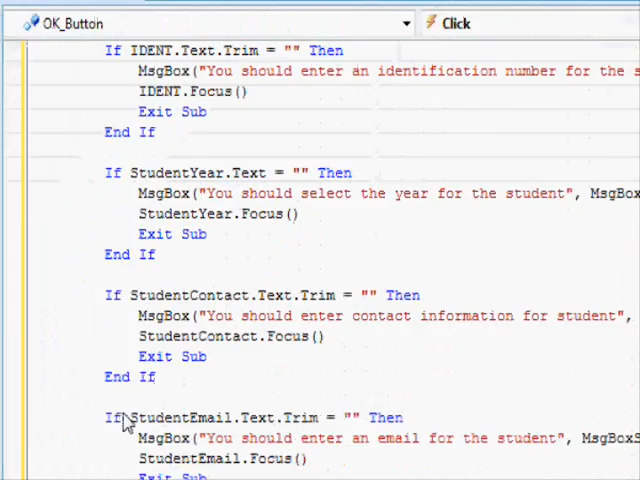 OK_Button Click
If IDENT.Text.Trim = "" Then
MsgBox("You should enter an identification number for the s
IDENT.Focus()
Exit Sub
End If
If StudentYear.Text = "" Then
MsgBox("You should select the year for the student", MsgBox
StudentYear.Focus()
Exit Sub
End If
If StudentContact.Text.Trim = "" Then
MsgBox("You should enter contact information for student",
StudentContact.Focus()
Exit Sub
End If
If StudentEmail.Text.Trim = "" Then
MsgBox("You should enter an email for the student", MsgBoxS
StudentEmail.Focus()
Exit Sub